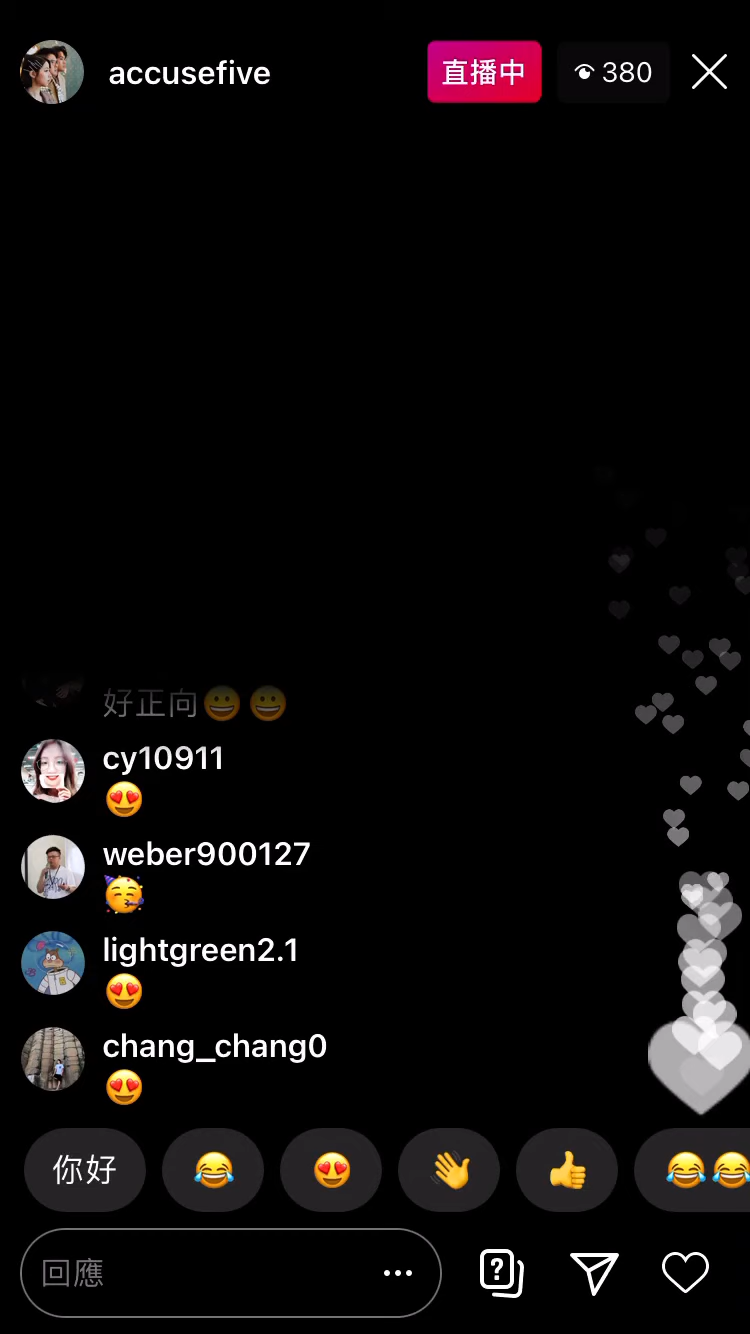 accusefive
直播中
380
好正向😀😀
cy10911
😍
weber900127
🥳
lightgreen2.1
😍
chang_chang0
😍
你好 😂 😍 👋 👍 😂😂
回應